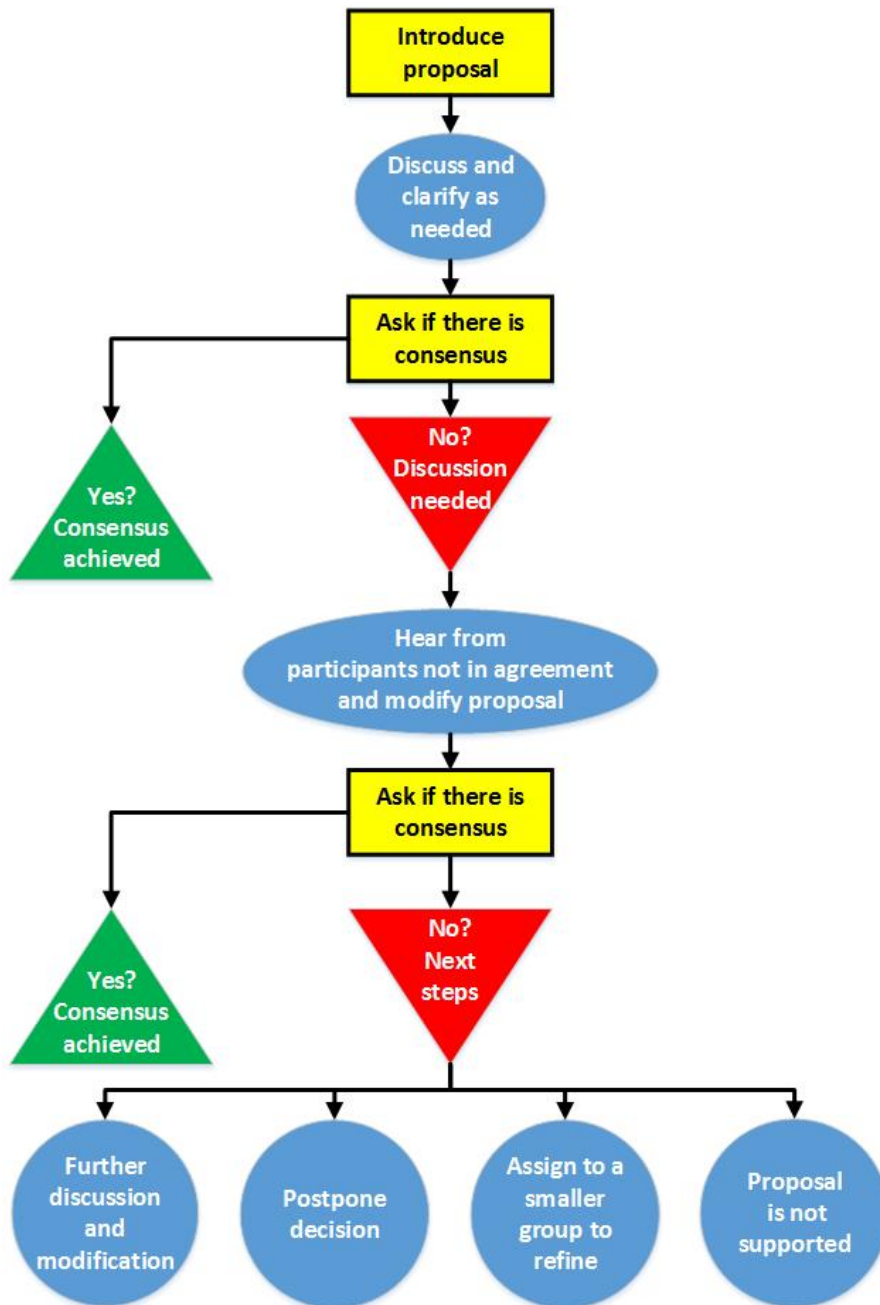 Introduce
proposal
Discuss and
clarify as
needed
Ask if there is
consensus
Yes?
Consensus
achieved
No?
Discussion
needed
Hear from
participants not in agreement
and modify proposal
Ask if there is
consensus
Yes?
Consensus
achieved
No?
Next
steps
Further
discussion
and
modification
Postpone
decision
Assign to a
smaller
group to
refine
Proposal
is not
supported